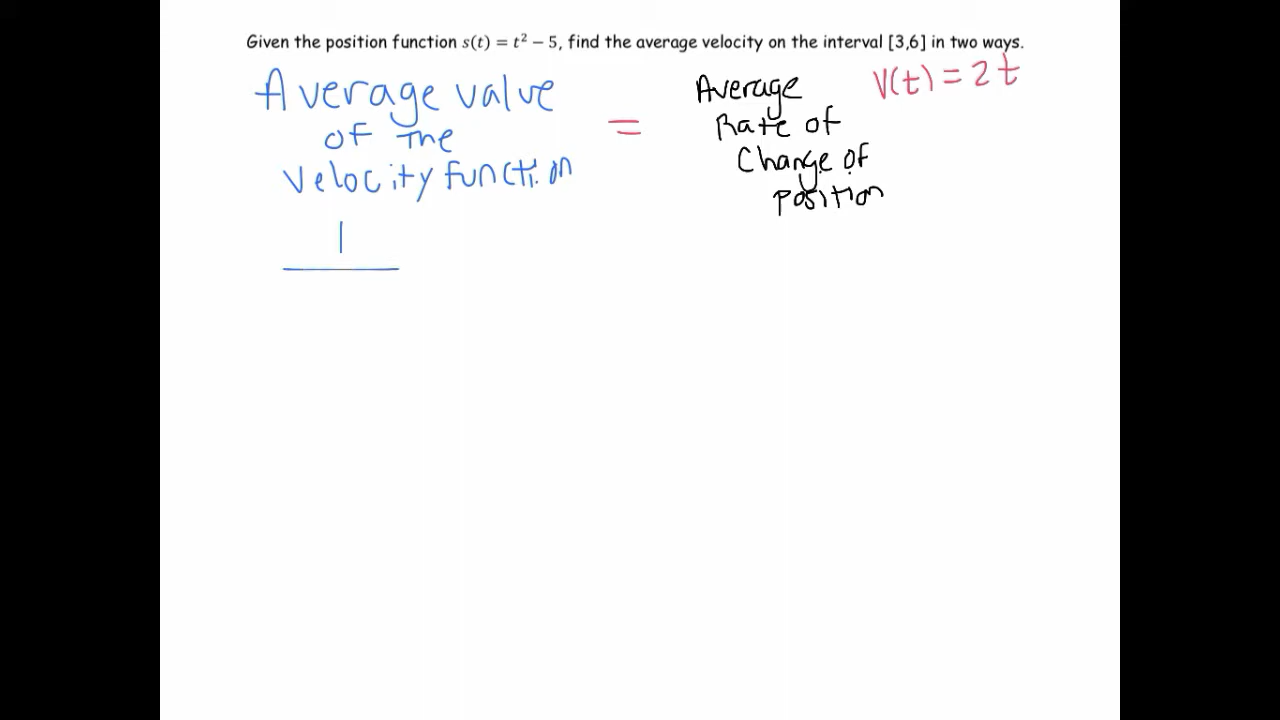 Given the position function s(t) = t² − 5, find the average velocity on the interval [3,6] in two ways.
Average value
of the
velocity function
=
Average
Rate of
Change of
position
V(t) = 2t
1